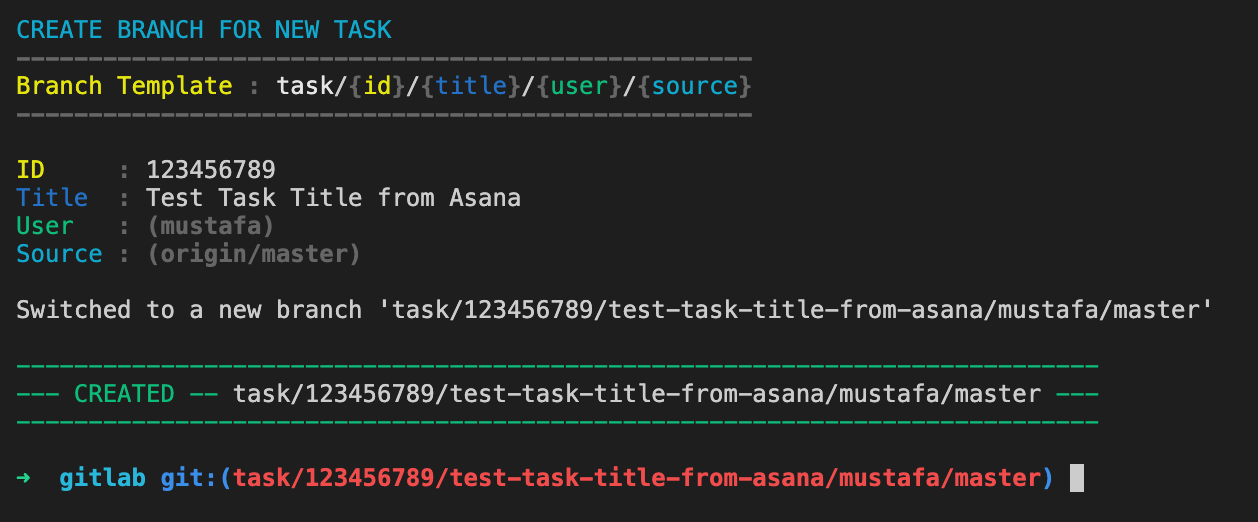 CREATE BRANCH FOR NEW TASK
---------------------------------------------------
Branch Template : task/{id}/{title}/{user}/{source}
---------------------------------------------------
ID     : 123456789
Title  : Test Task Title from Asana
User   : (mustafa)
Source : (origin/master)
Switched to a new branch 'task/123456789/test-task-title-from-asana/mustafa/master'
---------------------------------------------------------------------------
--- CREATED -- task/123456789/test-task-title-from-asana/mustafa/master ---
---------------------------------------------------------------------------
➜  gitlab git:(task/123456789/test-task-title-from-asana/mustafa/master)